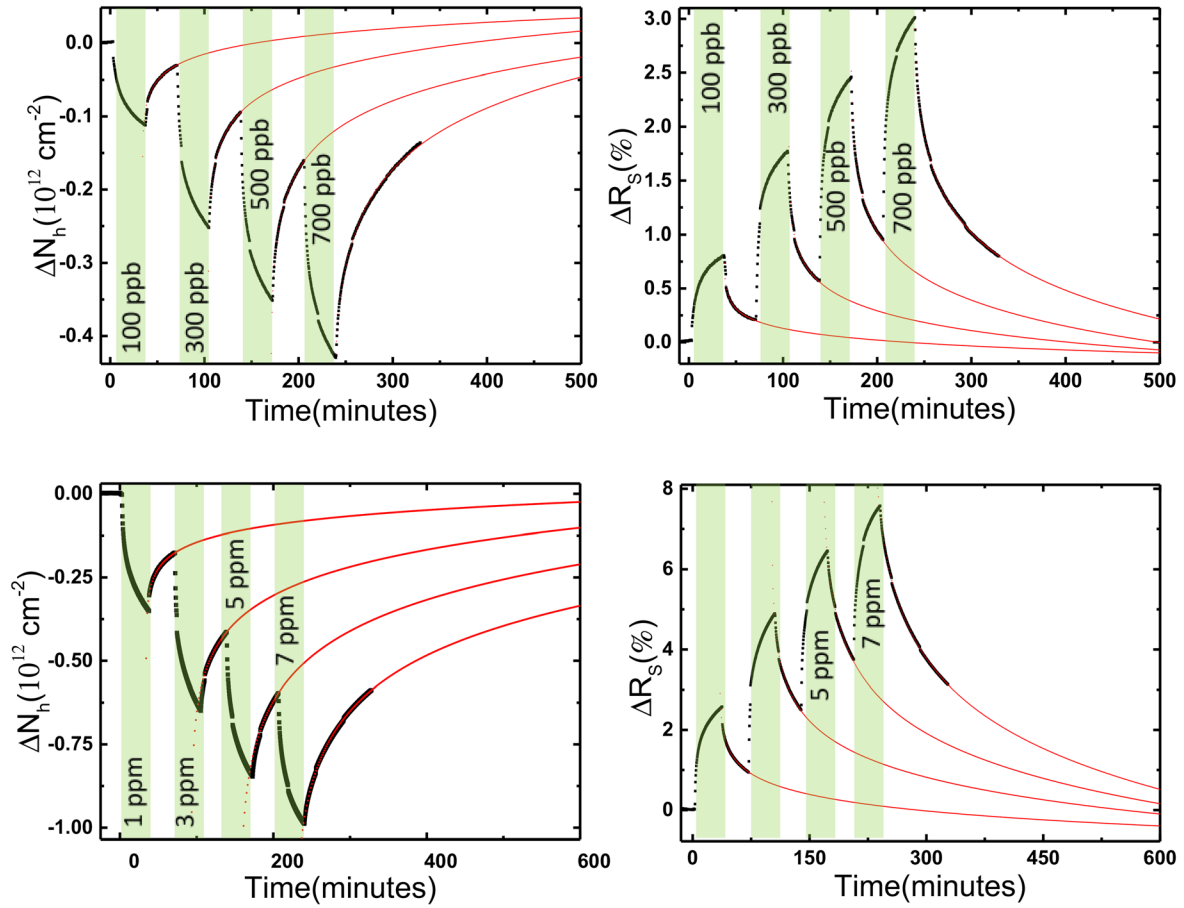 0.0
-0.1
-0.2
-0.3
-0.4
ΔN_h(10^12 cm^-2)
100 ppb
300 ppb
500 ppb
700 ppb
0 100 200 300 400 500
Time(minutes)
3.0
2.5
2.0
1.5
1.0
0.5
0.0
ΔR_S(%)
100 ppb
300 ppb
500 ppb
700 ppb
0 100 200 300 400 500
Time(minutes)
0.00
-0.25
-0.50
-0.75
-1.00
ΔN_h(10^12 cm^-2)
1 ppm
3 ppm
5 ppm
7 ppm
0 200 400 600
Time(minutes)
8
6
4
2
0
ΔR_S(%)
5 ppm
7 ppm
0 150 300 450 600
Time(minutes)